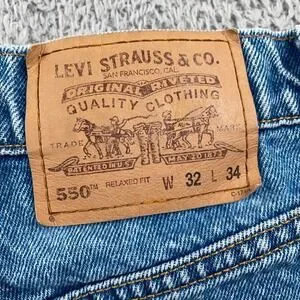 LEVI STRAUSS & CO.
SAN FRANCISCO, CAL.
ORIGINAL RIVETED
QUALITY CLOTHING
TRADE MARK
PATENTED IN U.S. MAY 20 1873
550™ RELAXED FIT W 32 L 34